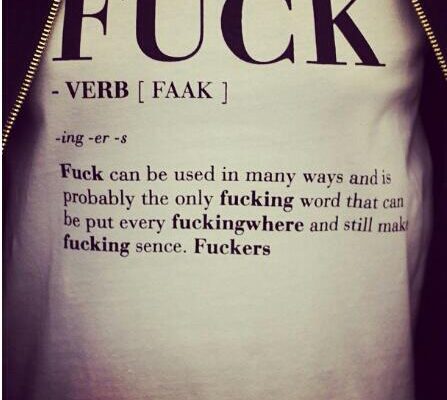 FUCK
- VERB [ FAAK ]
-ing -er -s
Fuck can be used in many ways and is
probably the only fucking word that can
be put every fuckingwhere and still make
fucking sence. Fuckers